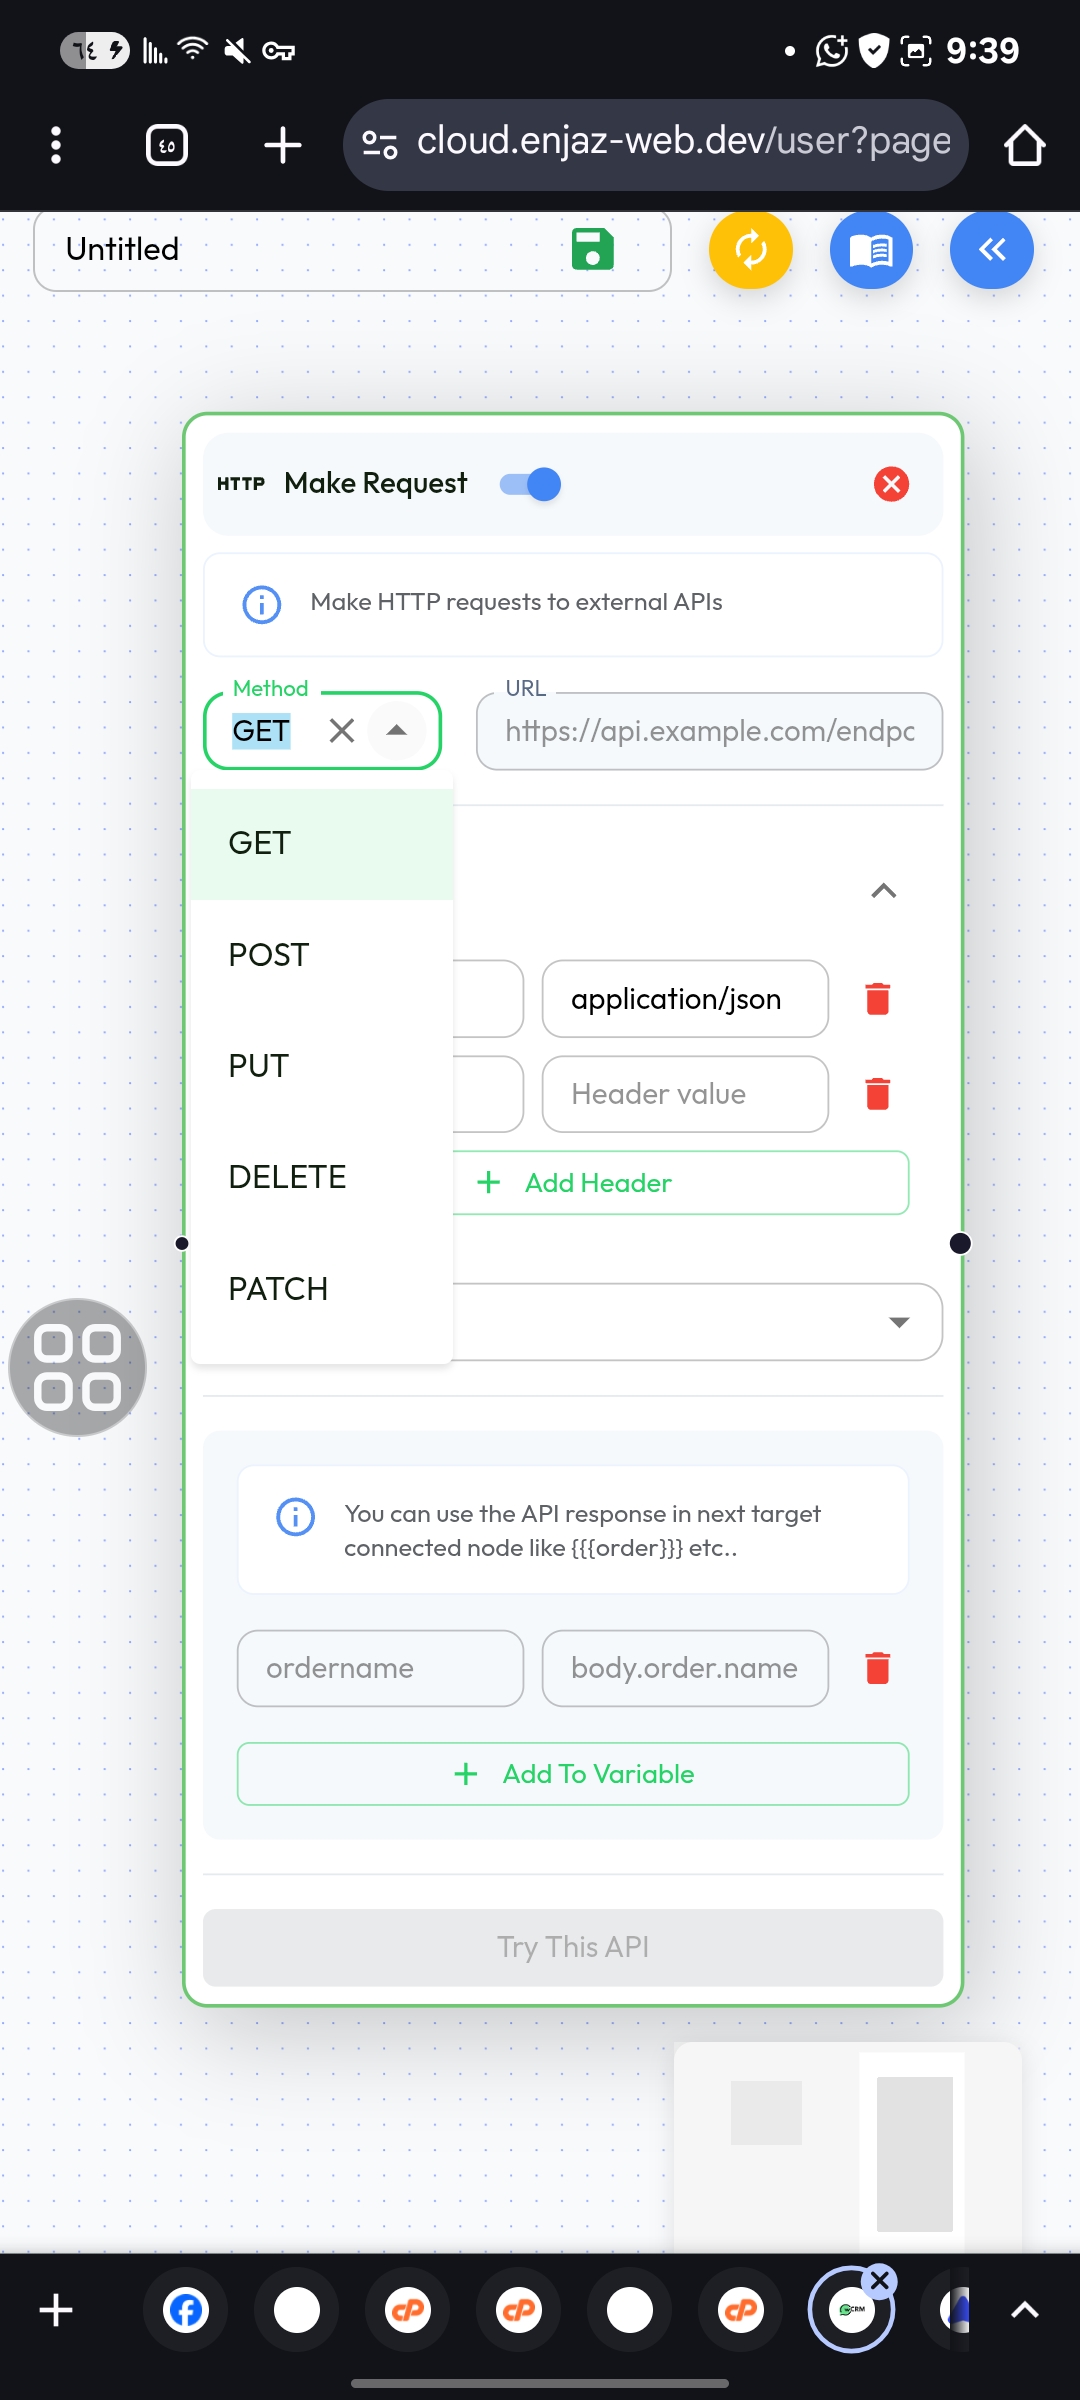 ٦٤
9:39
٤٥
cloud.enjaz-web.dev/user?page
Untitled
HTTP Make Request
Make HTTP requests to external APIs
Method
URL
GET
https://api.example.com/endpc
GET
POST
PUT
DELETE
PATCH
application/json
Header value
Add Header
You can use the API response in next target
connected node like {{{order}}} etc..
ordername
body.order.name
Add To Variable
Try This API
CRM